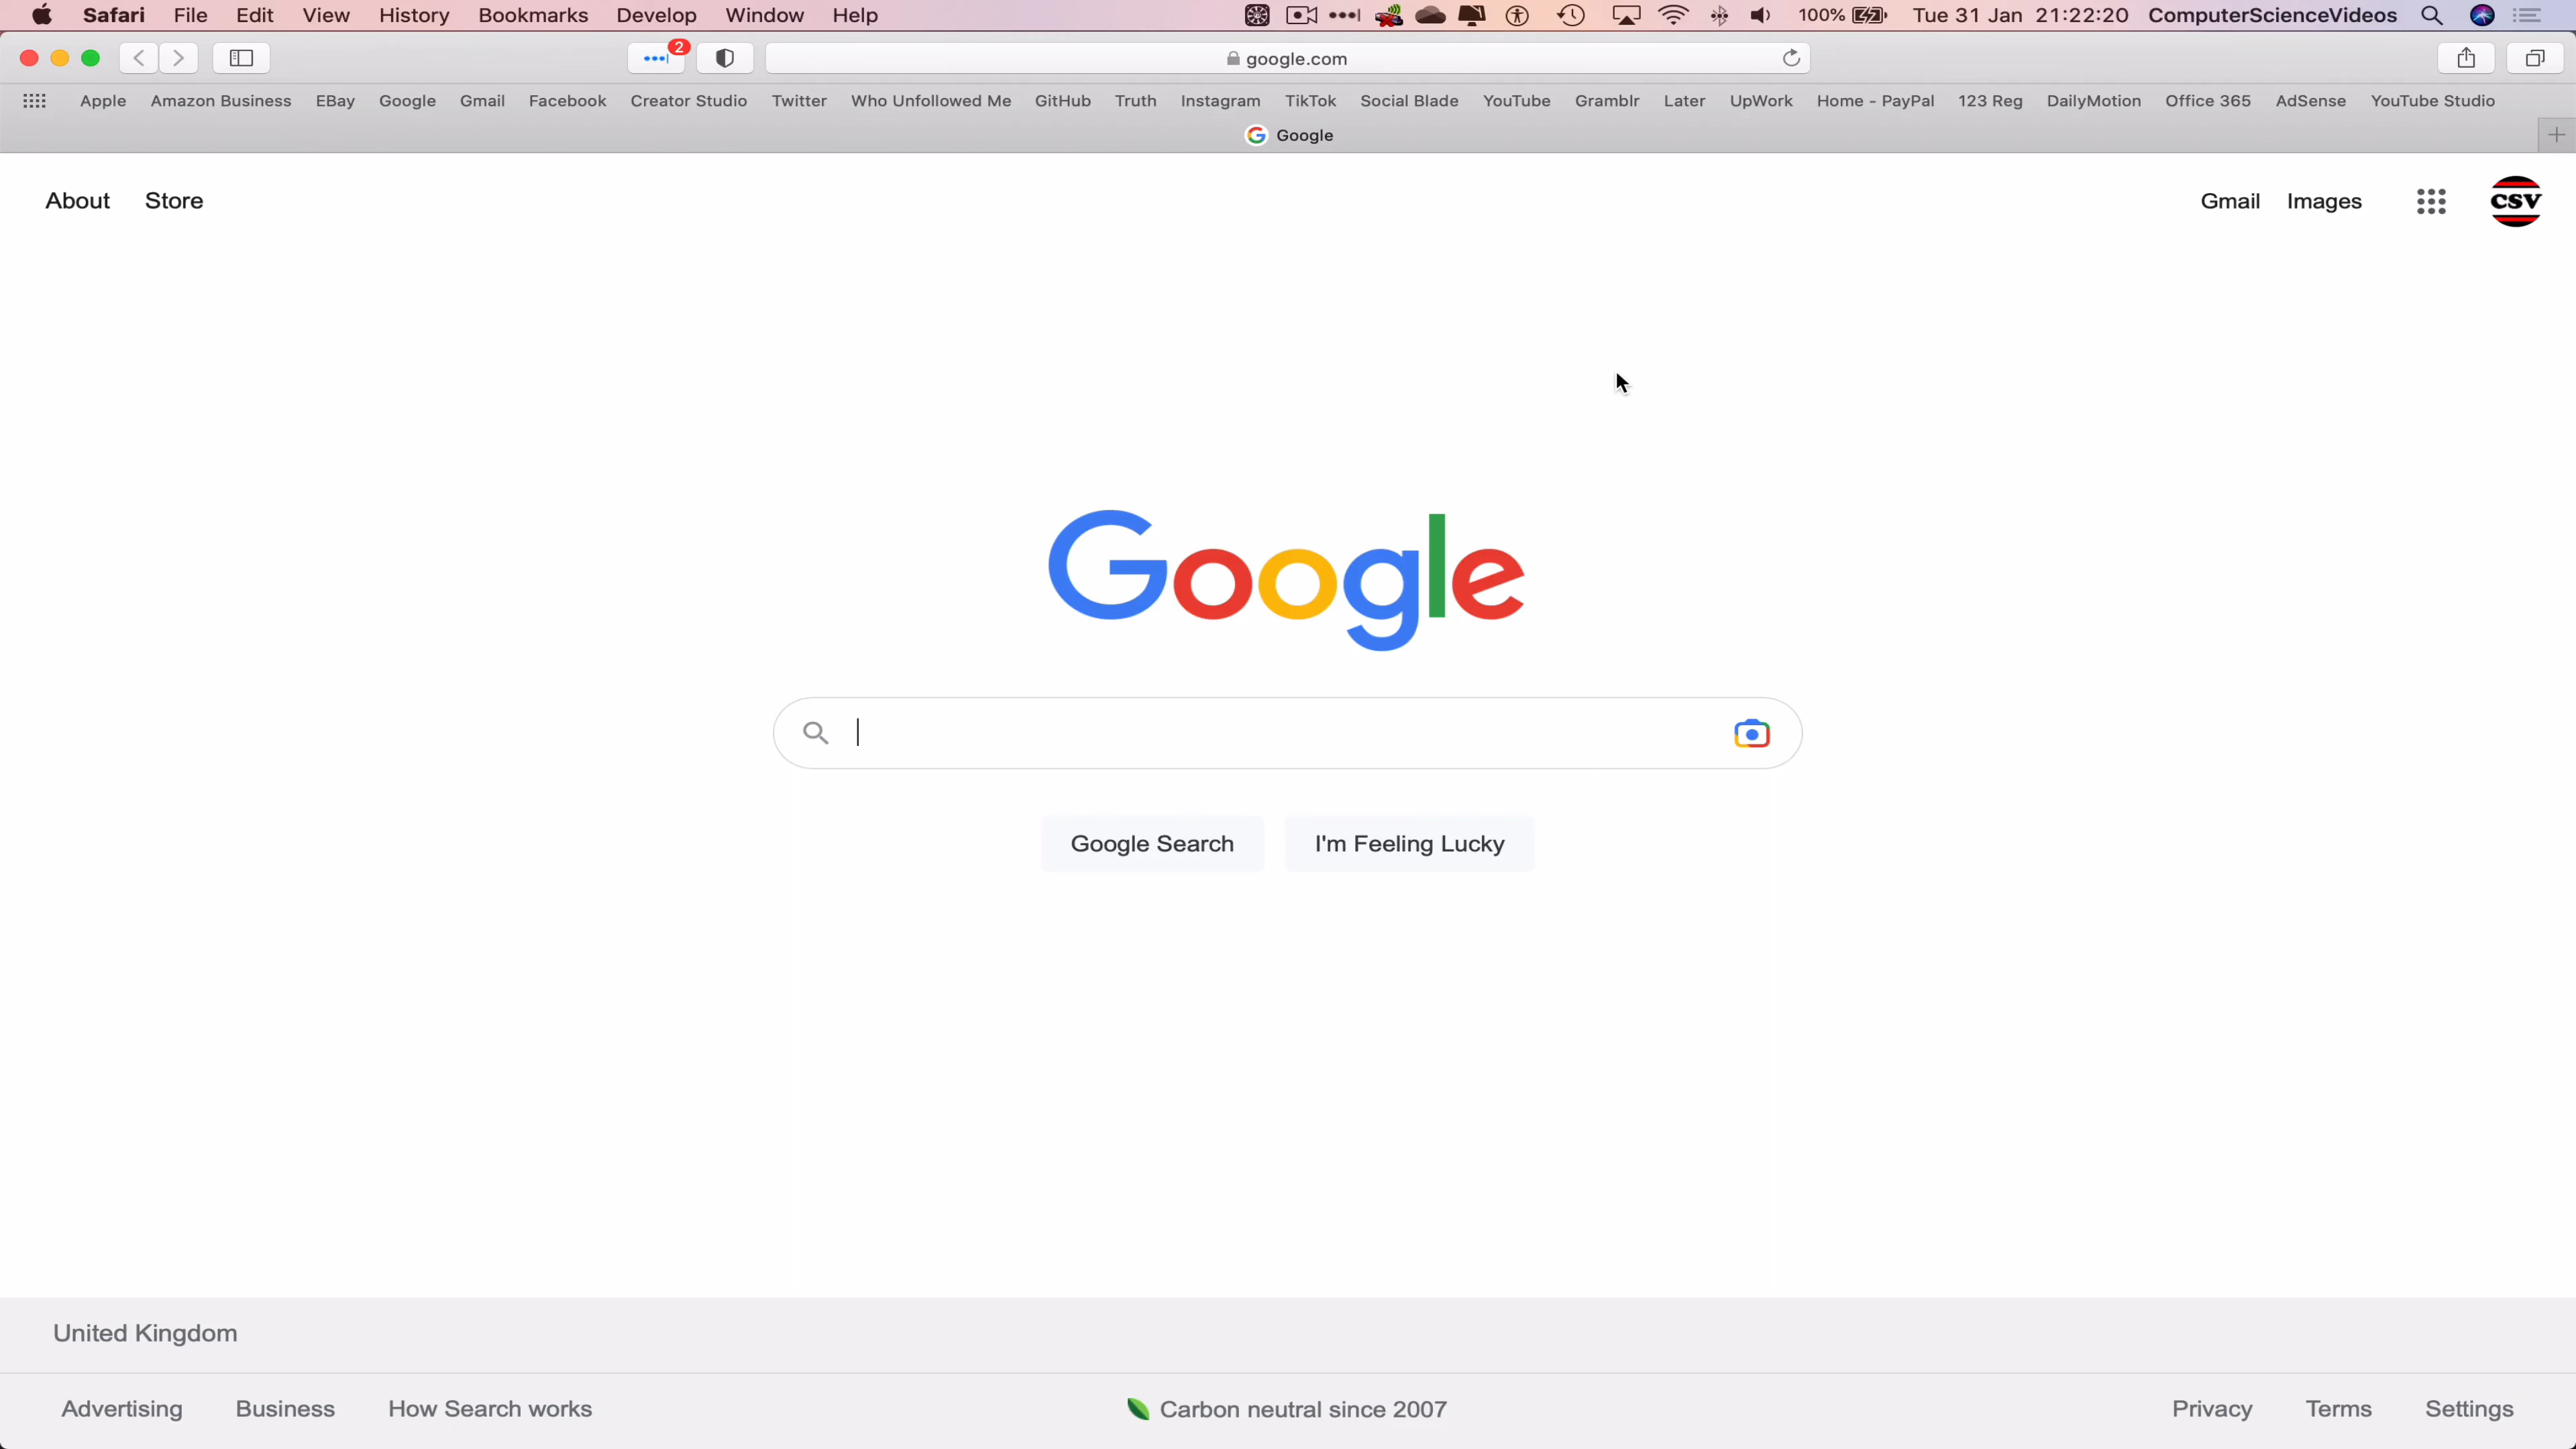 Safari File Edit View History Bookmarks Develop Window Help 100% Tue 31 Jan 21:22:20 ComputerScienceVideos
2 google.com
Apple Amazon Business EBay Google Gmail Facebook Creator Studio Twitter Who Unfollowed Me GitHub Truth Instagram TikTok Social Blade YouTube Gramblr Later UpWork Home - PayPal 123 Reg DailyMotion Office 365 AdSense YouTube Studio
Google
About Store Gmail Images CSV
Google
Google Search I'm Feeling Lucky
United Kingdom
Advertising Business How Search works Carbon neutral since 2007 Privacy Terms Settings